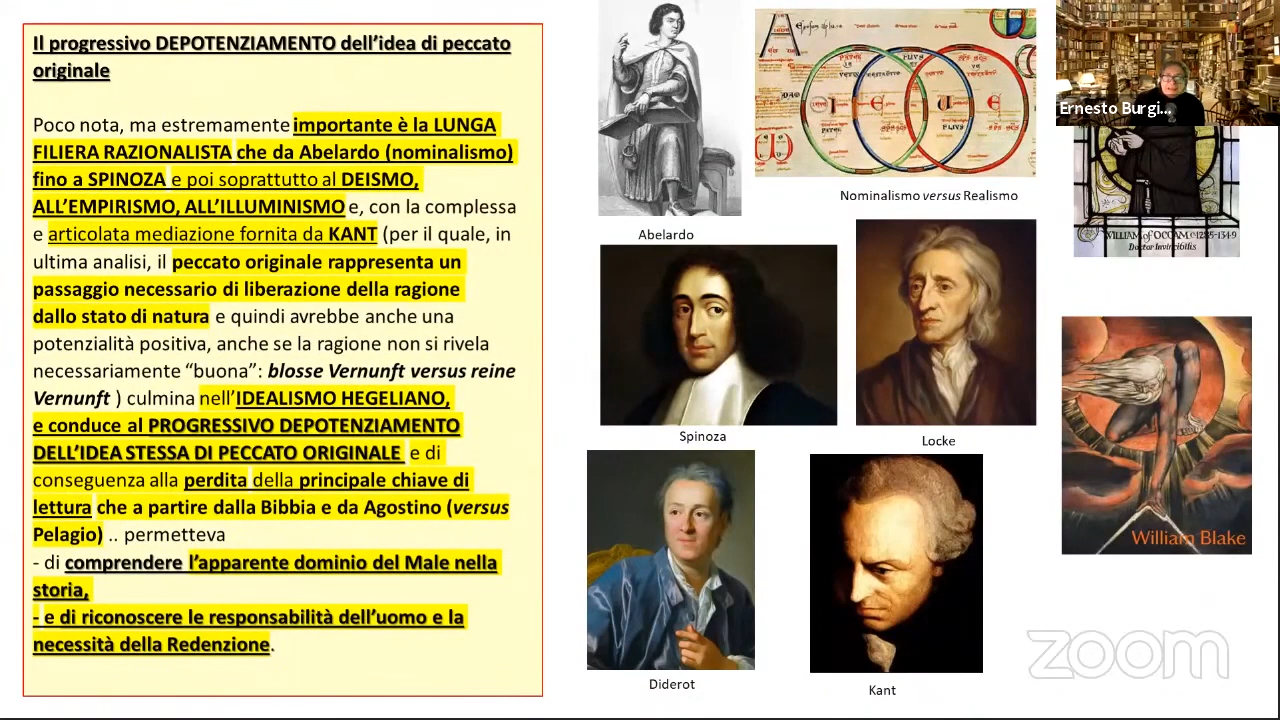 Il progressivo DEPOTENZIAMENTO dell'idea di peccato
originale
Poco nota, ma estremamente importante è la LUNGA
FILIERA RAZIONALISTA che da Abelardo (nominalismo)
fino a SPINOZA e poi soprattutto al DEISMO,
ALL'EMPIRISMO, ALL'ILLUMINISMO e, con la complessa
e articolata mediazione fornita da KANT (per il quale, in
ultima analisi, il peccato originale rappresenta un
passaggio necessario di liberazione della ragione
dallo stato di natura e quindi avrebbe anche una
potenzialità positiva, anche se la ragione non si rivela
necessariamente "buona": blosse Vernunft versus reine
Vernunft ) culmina nell'IDEALISMO HEGELIANO,
e conduce al PROGRESSIVO DEPOTENZIAMENTO
DELL'IDEA STESSA DI PECCATO ORIGINALE e di
conseguenza alla perdita della principale chiave di
lettura che a partire dalla Bibbia e da Agostino (versus
Pelagio) .. permetteva
- di comprendere l'apparente dominio del Male nella
storia,
- e di riconoscere le responsabilità dell'uomo e la
necessità della Redenzione.
Abelardo
Nominalismo versus Realismo
Ernesto Burgi...
WILLIAM of OCCAM c1285-1349
Doctor Invincibilis
Spinoza
Locke
William Blake
Diderot
Kant
zoom